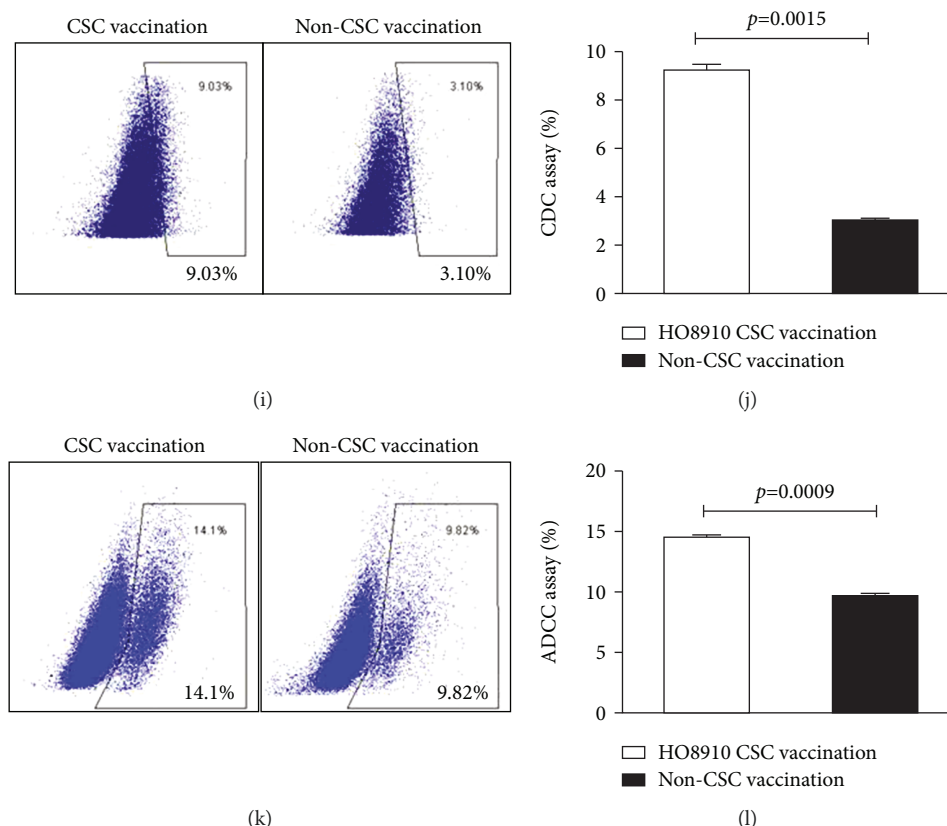 CSC vaccination
Non-CSC vaccination
9.03%
3.10%
9.03%
3.10%
(i)
p=0.0015
CDC assay (%)
10
8
6
4
2
0
HO8910 CSC vaccination
Non-CSC vaccination
(j)
CSC vaccination
Non-CSC vaccination
14.1%
9.82%
14.1%
9.82%
(k)
p=0.0009
ADCC assay (%)
20
15
10
5
0
HO8910 CSC vaccination
Non-CSC vaccination
(l)